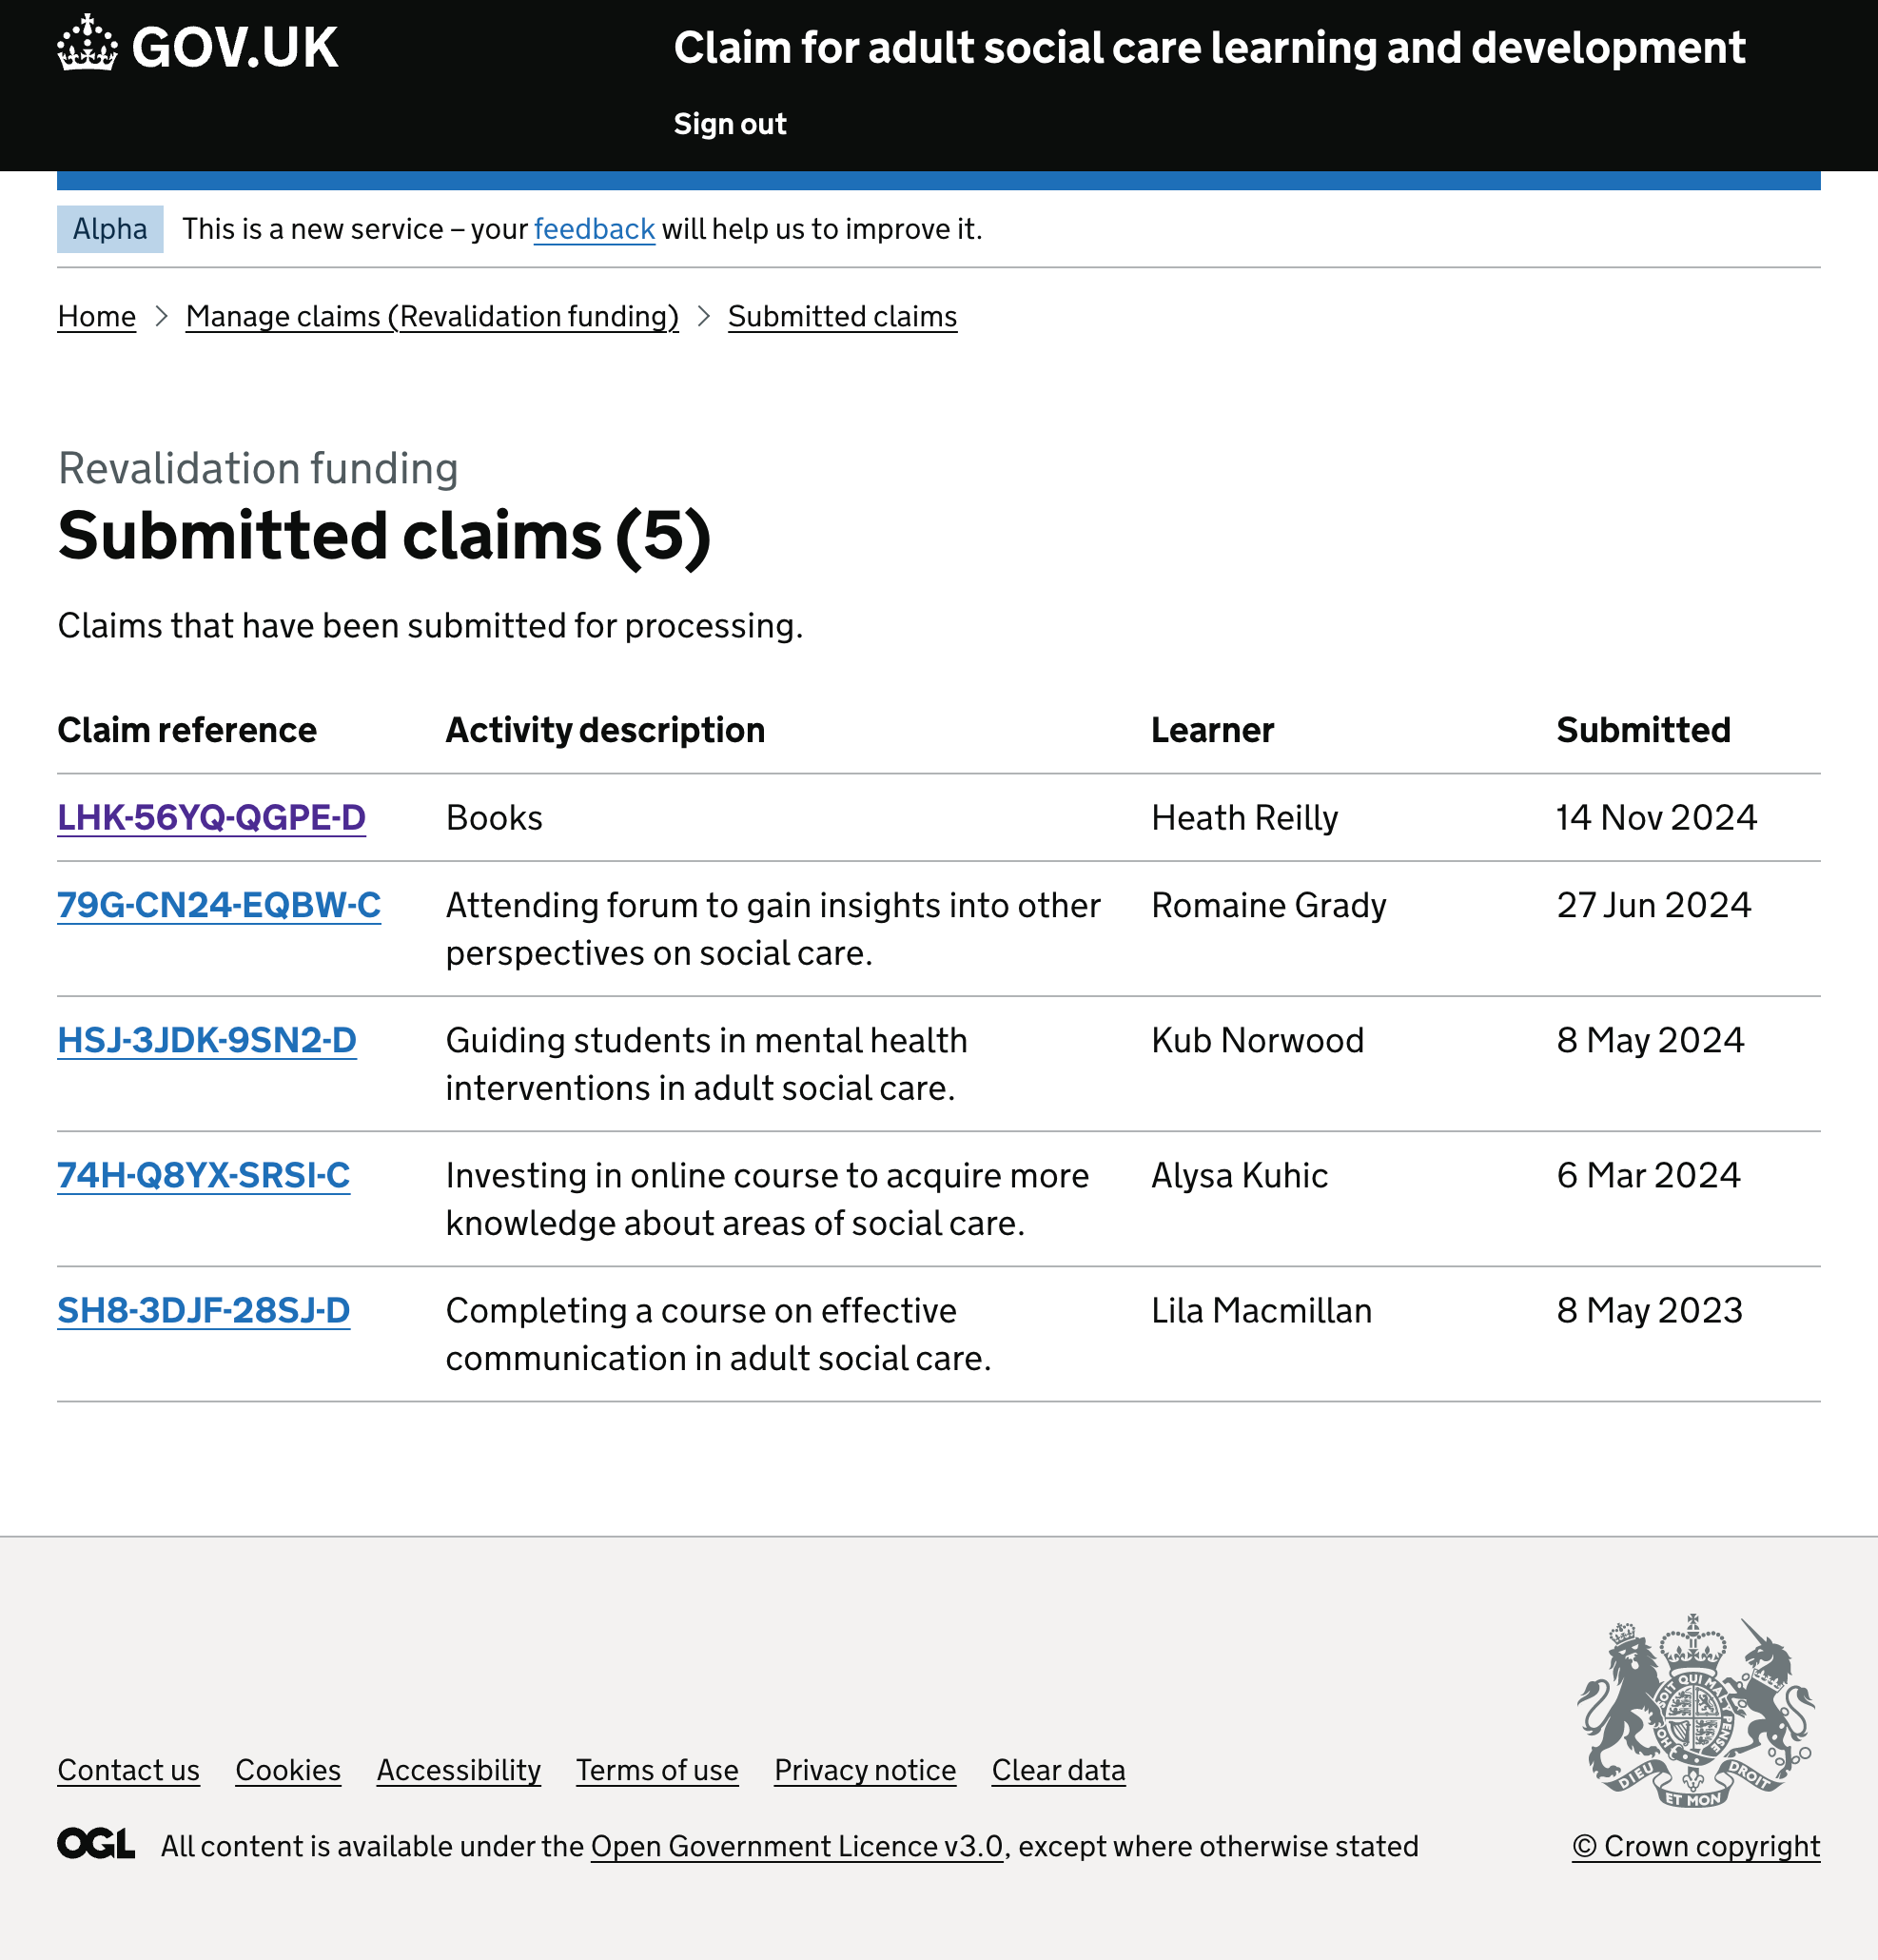 GOV.UK
Claim for adult social care learning and development
Sign out
Alpha This is a new service – your feedback will help us to improve it.
Home > Manage claims (Revalidation funding) > Submitted claims
Revalidation funding
Submitted claims (5)
Claims that have been submitted for processing.
Claim reference Activity description Learner Submitted
LHK-56YQ-QGPE-D Books Heath Reilly 14 Nov 2024
79G-CN24-EQBW-C Attending forum to gain insights into other Romaine Grady 27 Jun 2024
perspectives on social care.
HSJ-3JDK-9SN2-D Guiding students in mental health Kub Norwood 8 May 2024
interventions in adult social care.
74H-Q8YX-SRSI-C Investing in online course to acquire more Alysa Kuhic 6 Mar 2024
knowledge about areas of social care.
SH8-3DJF-28SJ-D Completing a course on effective Lila Macmillan 8 May 2023
communication in adult social care.
Contact us Cookies Accessibility Terms of use Privacy notice Clear data
OGL All content is available under the Open Government Licence v3.0, except where otherwise stated
DIEU ET MON DROIT
© Crown copyright